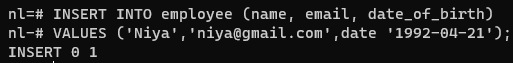 nl=# INSERT INTO employee (name, email, date_of_birth)
nl-# VALUES ('Niya','niya@gmail.com',date '1992-04-21');
INSERT 0 1